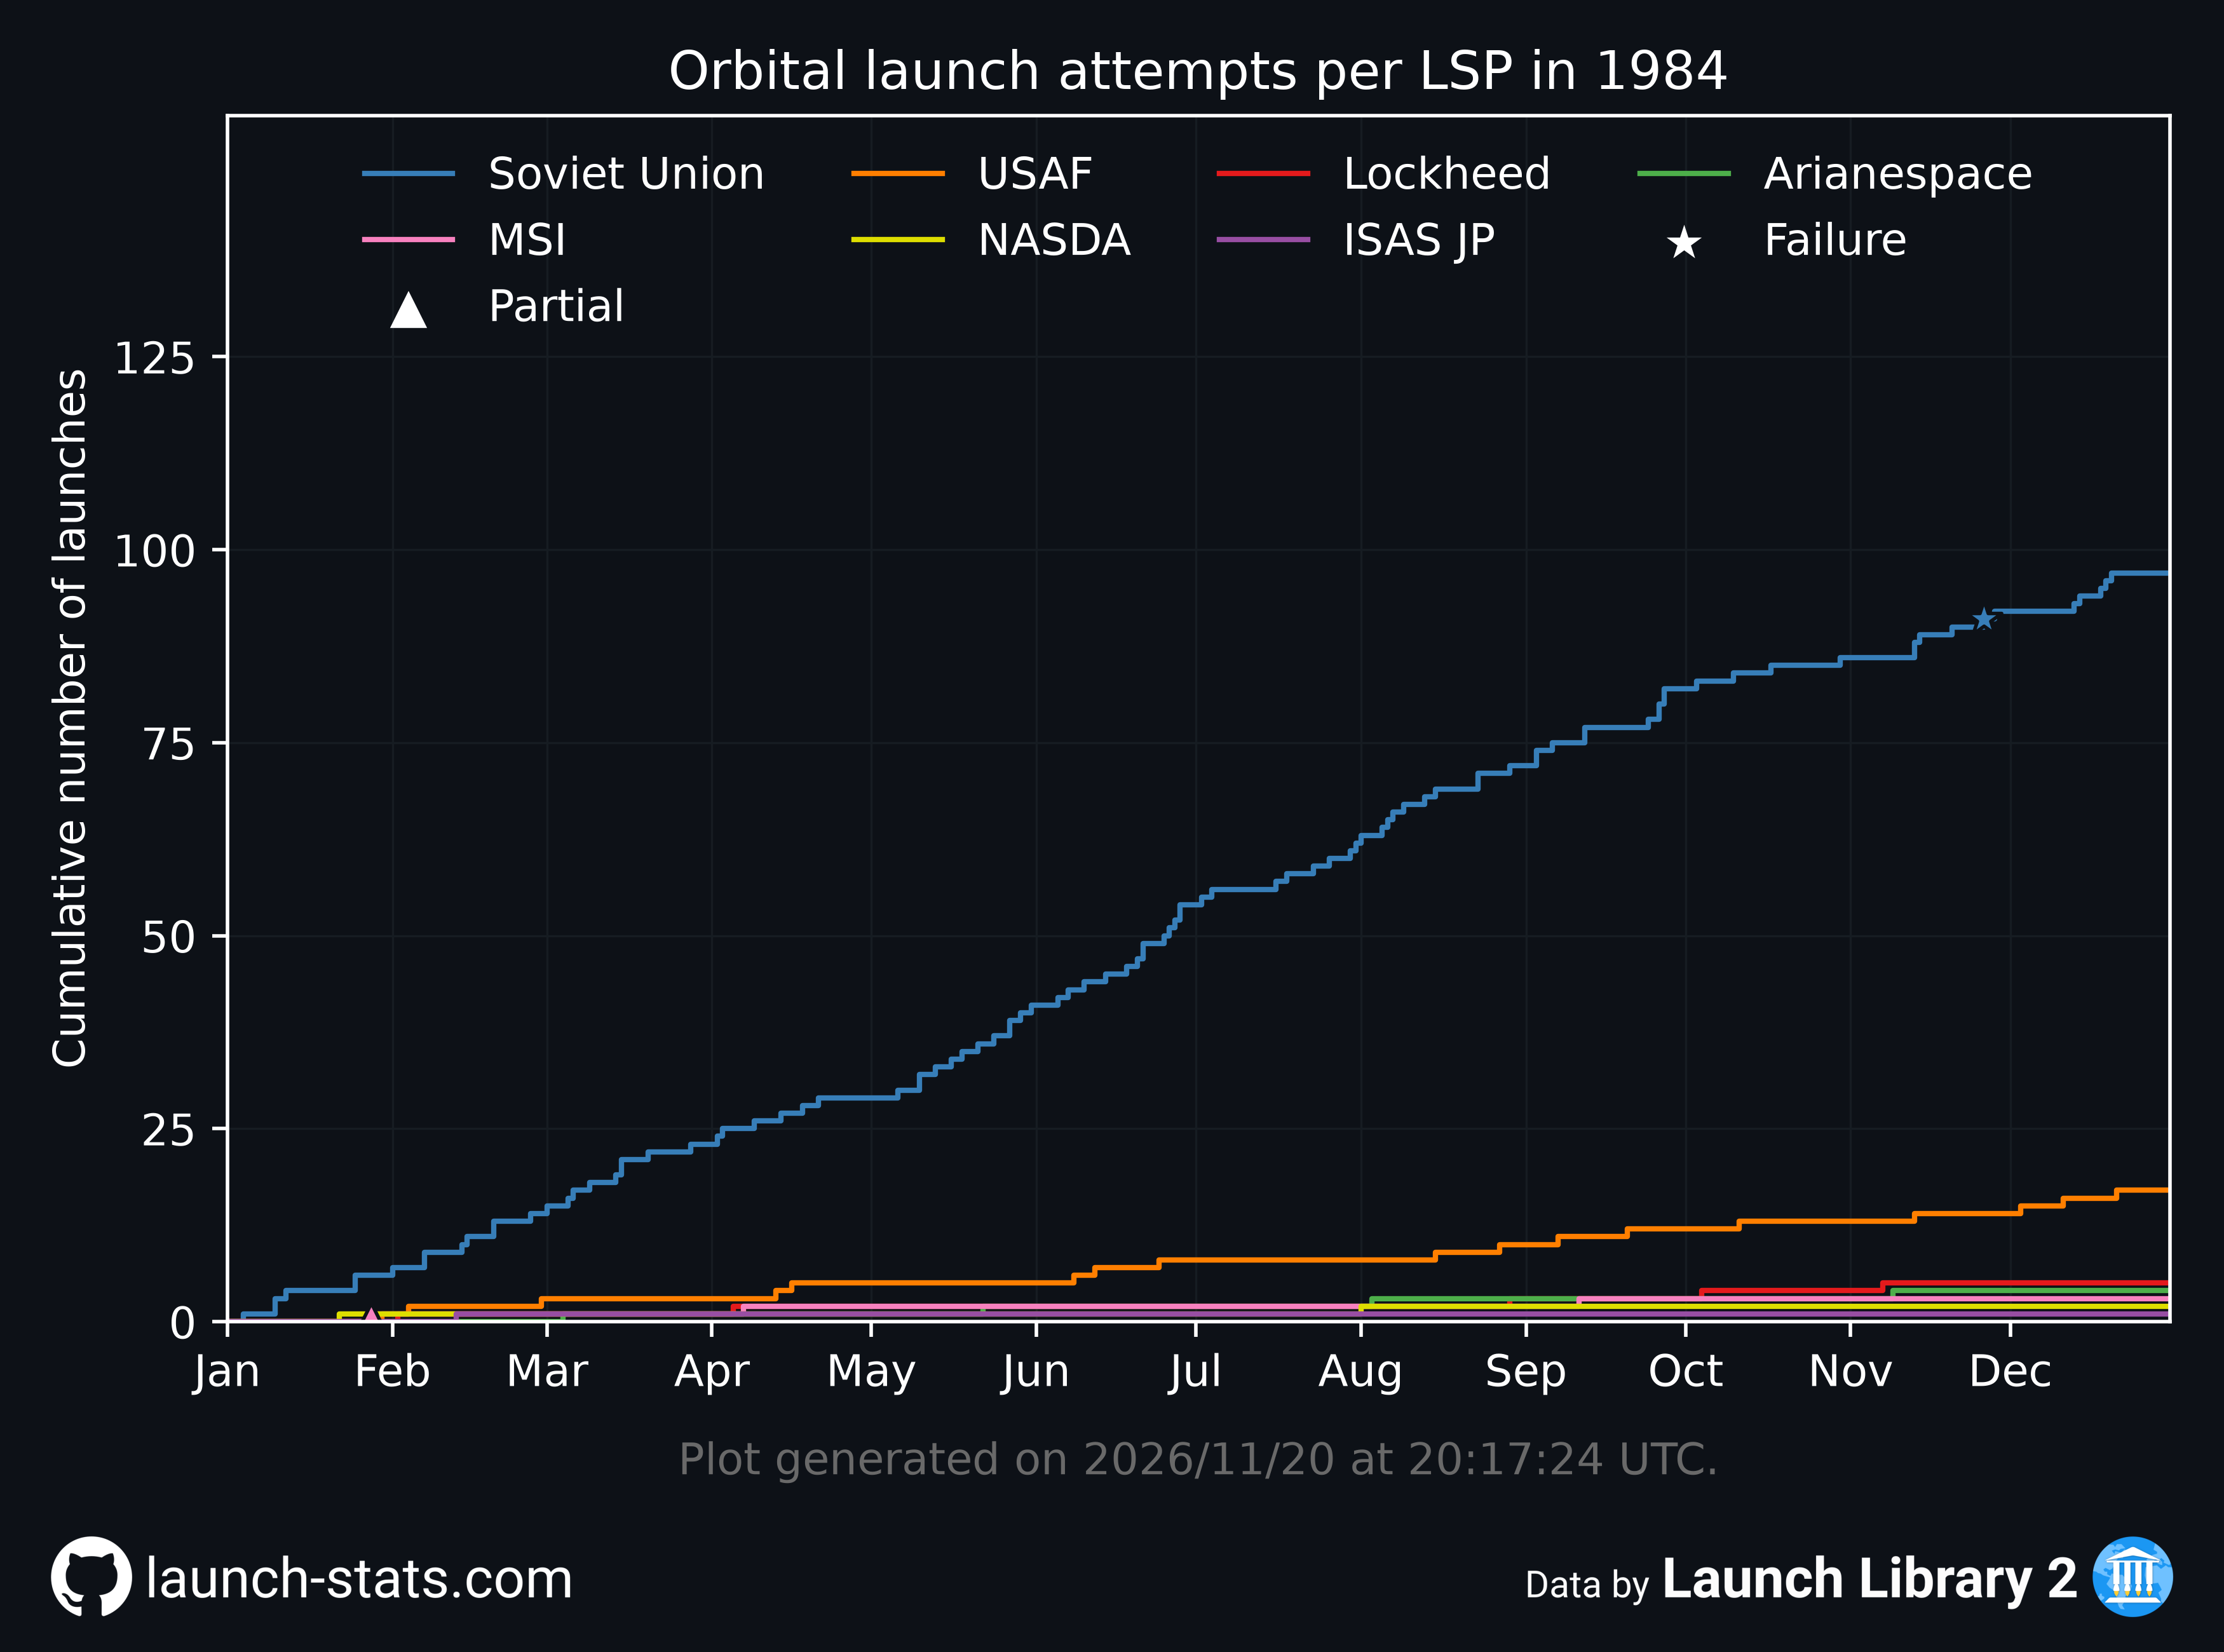 Orbital launch attempts per LSP in 1984
Soviet Union USAF Lockheed Arianespace
MSI NASDA ISAS JP Failure
Partial
Cumulative number of launches
125
100
75
50
25
0
Jan Feb Mar Apr May Jun Jul Aug Sep Oct Nov Dec
Plot generated on 2026/11/20 at 20:17:24 UTC.
launch-stats.com
Data by Launch Library 2